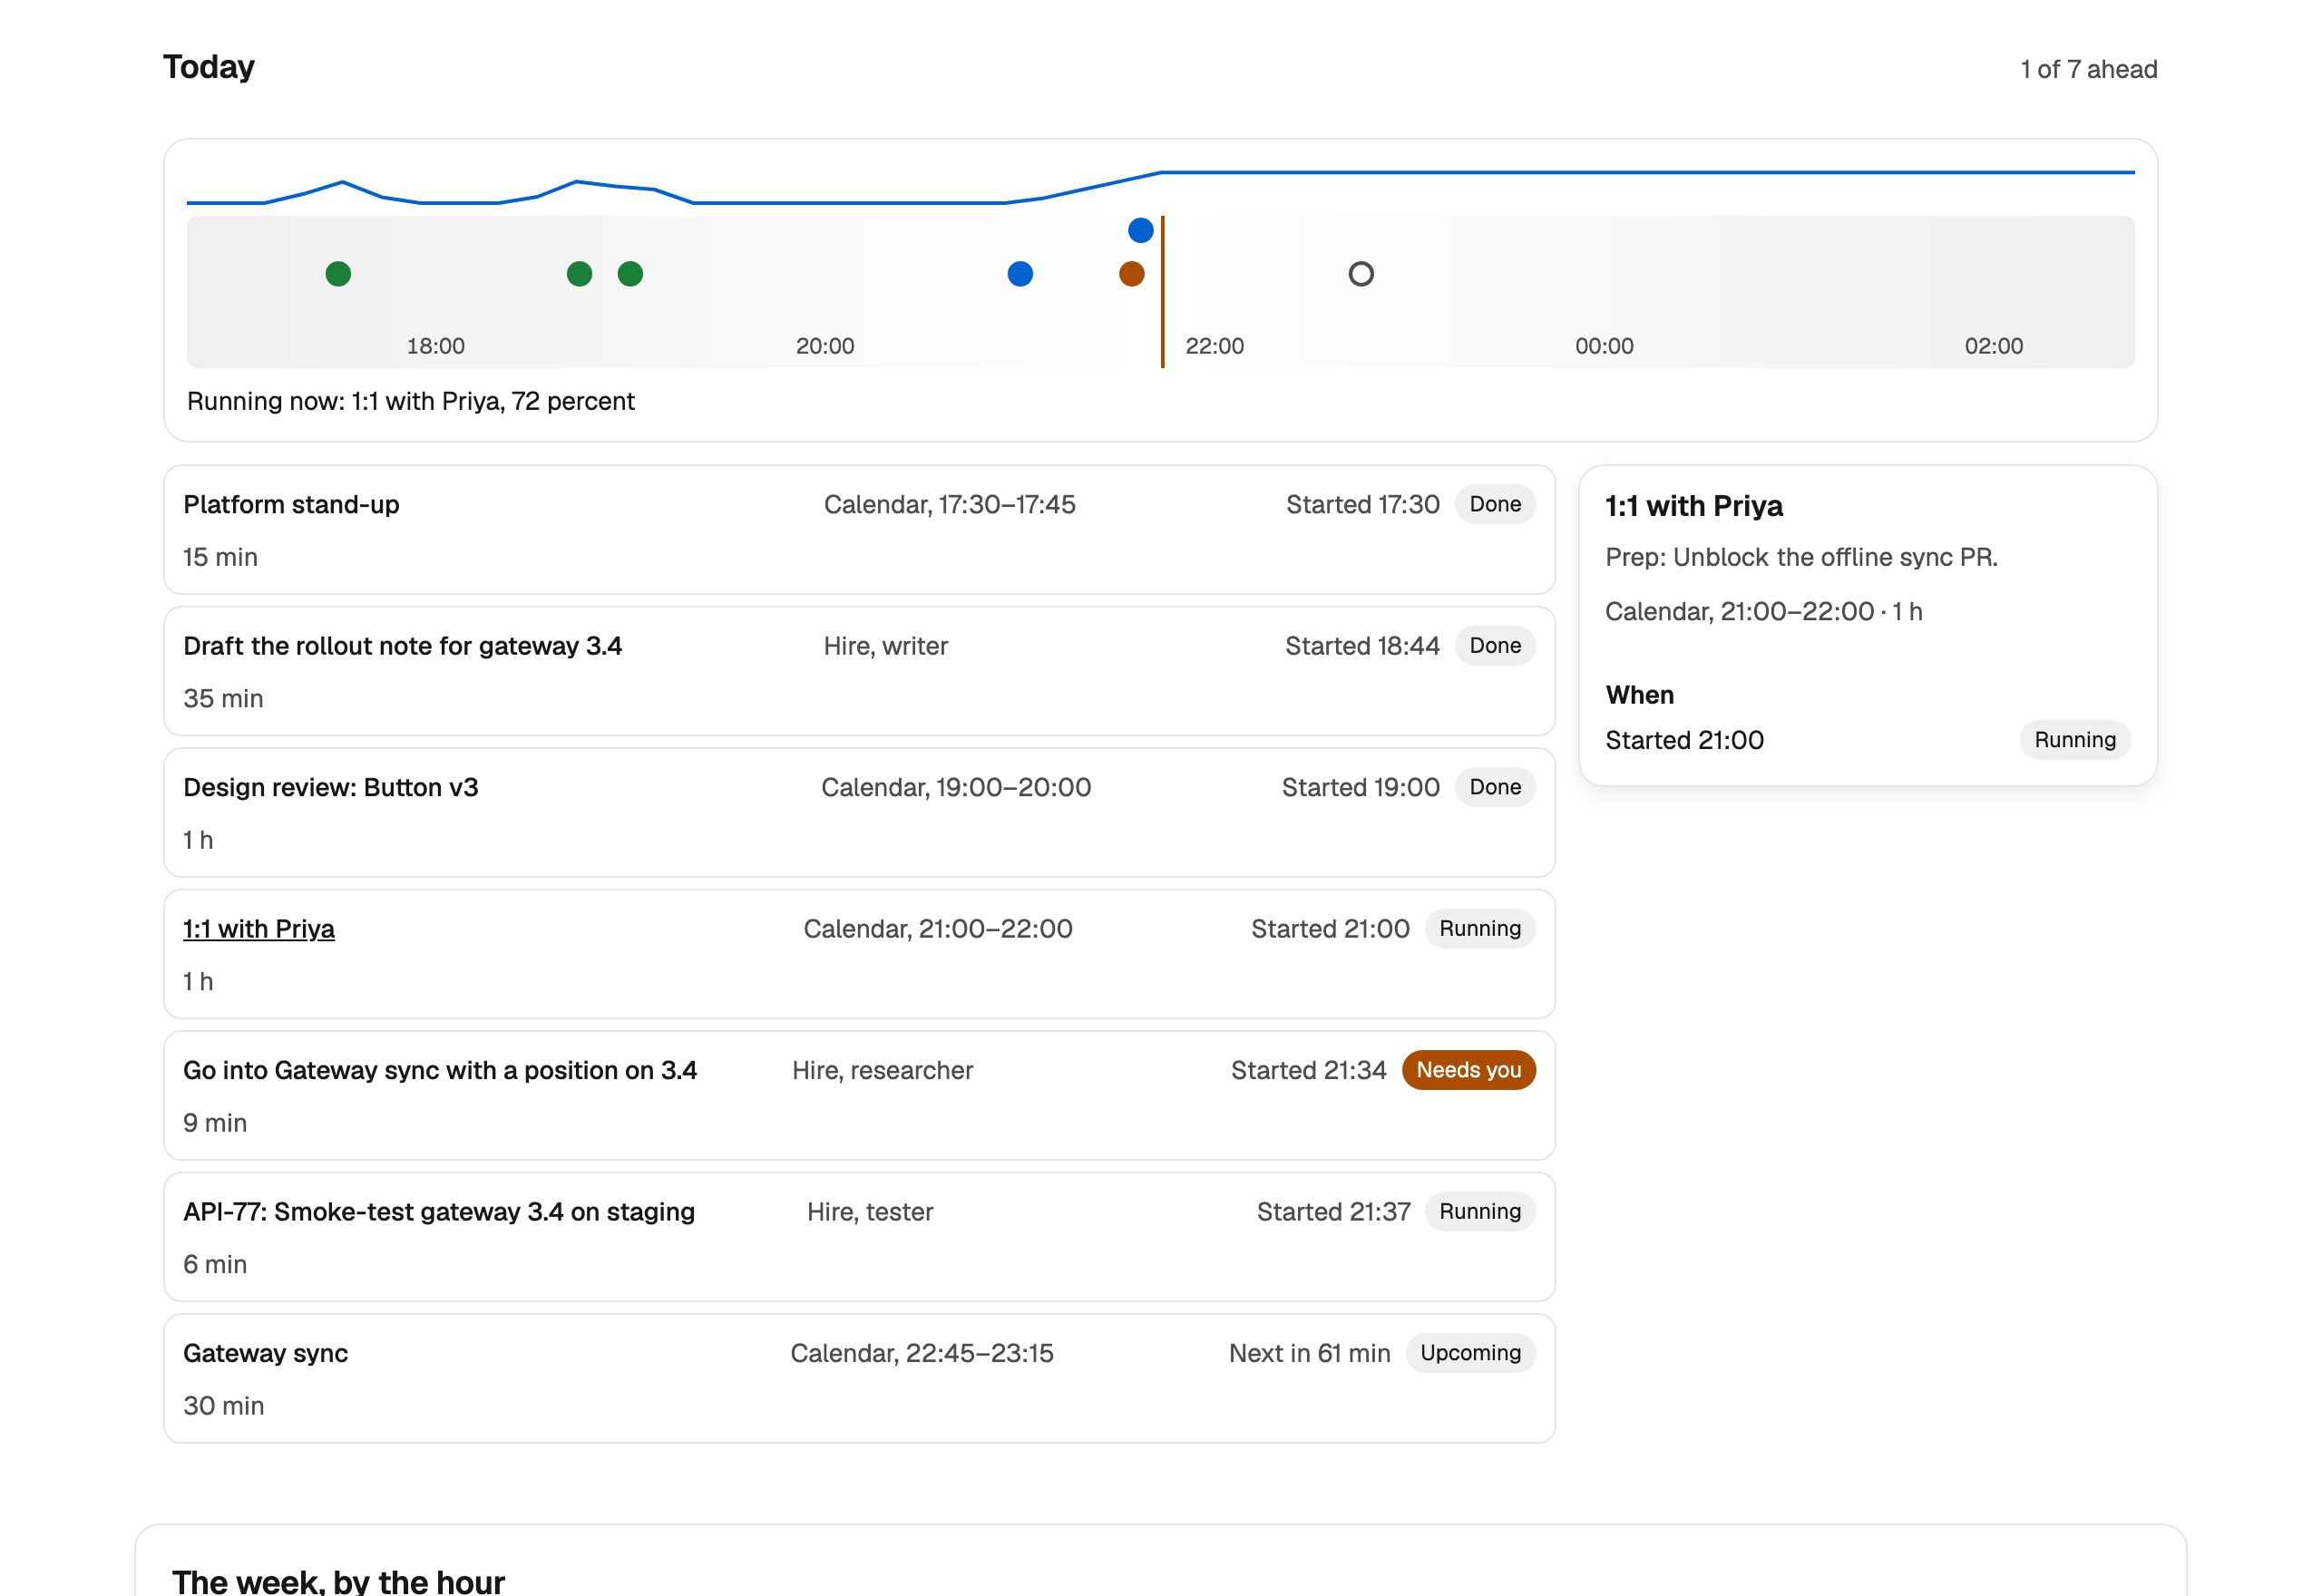 Today
1 of 7 ahead
18:00 20:00 22:00 00:00 02:00
Running now: 1:1 with Priya, 72 percent
Platform stand-up Calendar, 17:30–17:45 Started 17:30 Done
15 min
Draft the rollout note for gateway 3.4 Hire, writer Started 18:44 Done
35 min
Design review: Button v3 Calendar, 19:00–20:00 Started 19:00 Done
1 h
1:1 with Priya Calendar, 21:00–22:00 Started 21:00 Running
1 h
Go into Gateway sync with a position on 3.4 Hire, researcher Started 21:34 Needs you
9 min
API-77: Smoke-test gateway 3.4 on staging Hire, tester Started 21:37 Running
6 min
Gateway sync Calendar, 22:45–23:15 Next in 61 min Upcoming
30 min
1:1 with Priya
Prep: Unblock the offline sync PR.
Calendar, 21:00–22:00 · 1 h
When
Started 21:00 Running
The week, by the hour